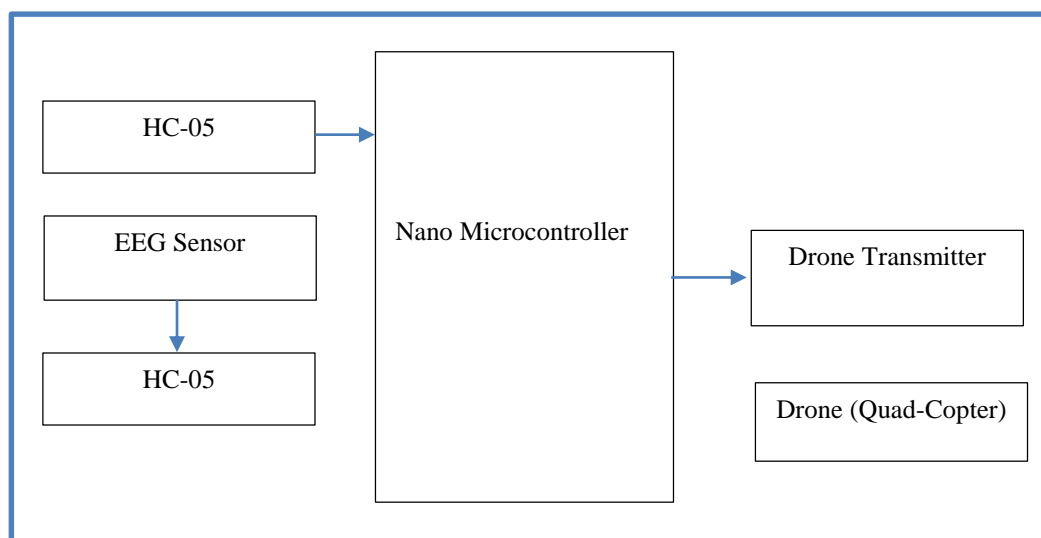 HC-05
EEG Sensor
HC-05
Nano Microcontroller
Drone Transmitter
Drone (Quad-Copter)